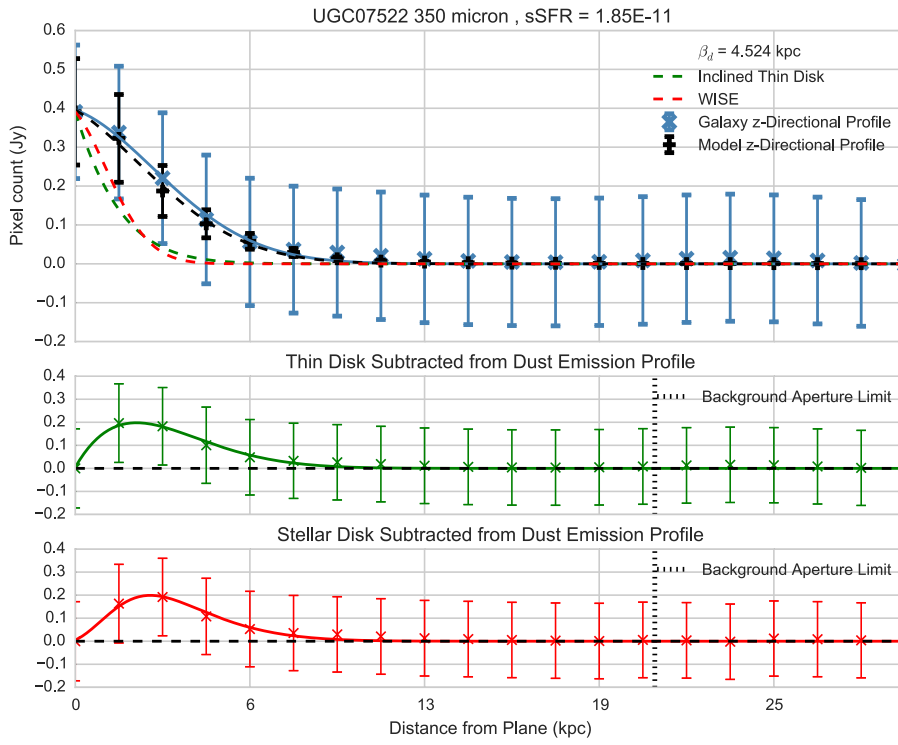 UGC07522 350 micron , sSFR = 1.85E-11
0.6
0.5
0.4
0.3
0.2
0.1
0.0
−0.1
−0.2
Pixel count (Jy)
β_d = 4.524 kpc
Inclined Thin Disk
WISE
Galaxy z-Directional Profile
Model z-Directional Profile
0 6 13 19 25
Thin Disk Subtracted from Dust Emission Profile
0.4
0.3
0.2
0.1
0.0
−0.1
−0.2
Background Aperture Limit
Stellar Disk Subtracted from Dust Emission Profile
0.4
0.3
0.2
0.1
0.0
−0.1
−0.2
Background Aperture Limit
0 6 13 19 25
Distance from Plane (kpc)